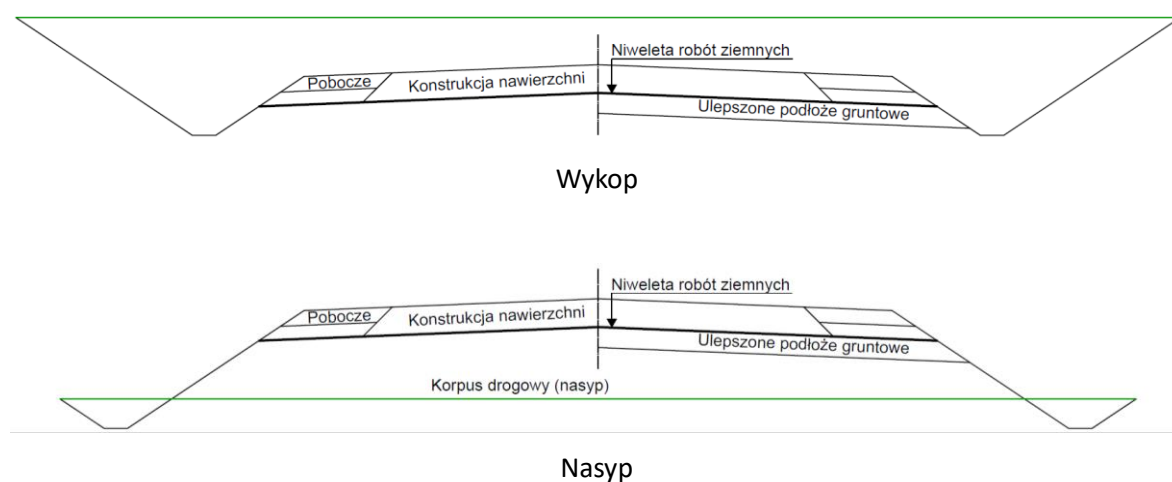 Niweleta robót ziemnych
Pobocze
Konstrukcja nawierzchni
Ulepszone podłoże gruntowe
Wykop
Niweleta robót ziemnych
Pobocze
Konstrukcja nawierzchni
Ulepszone podłoże gruntowe
Korpus drogowy (nasyp)
Nasyp